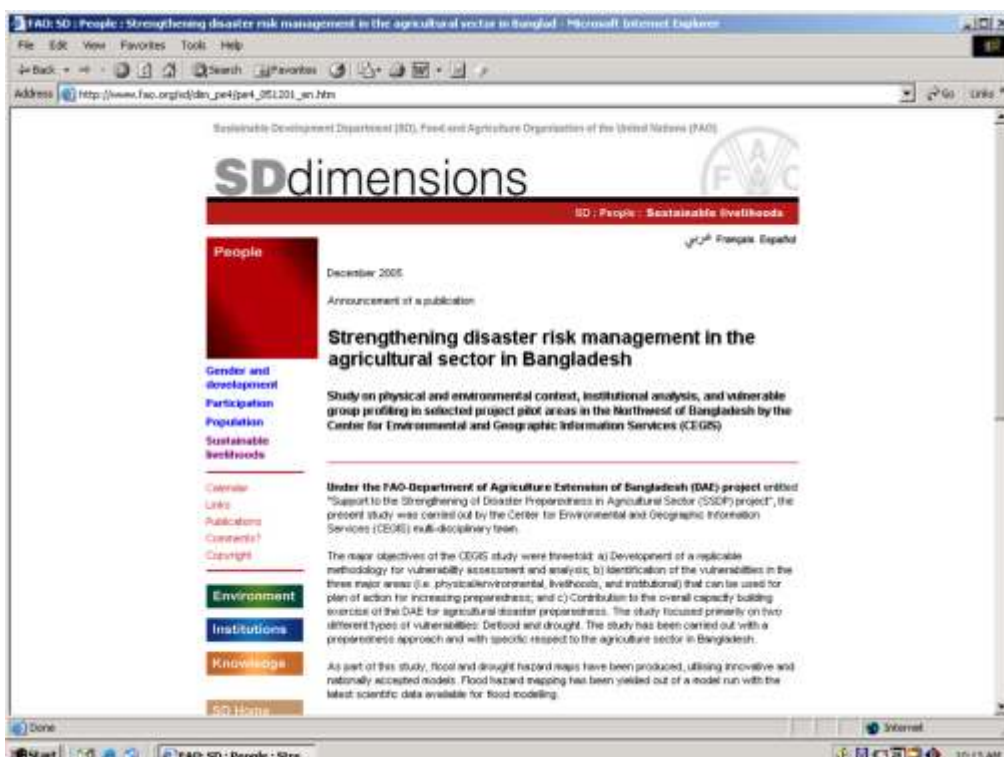 FAO: SD : People : Strengthening disaster risk management in the agricultural sector in Banglad - Microsoft Internet Explorer
File Edit View Favorites Tools Help
Back Search Favorites
Address http://www.fao.org/sd/dim_pe4/pe4_051201_en.htm Go Links
Sustainable Development Department (SD), Food and Agriculture Organization of the United Nations (FAO)
SDdimensions
SD : People : Sustainable livelihoods
عربي Français Español
People
December 2005
Announcement of a publication
Strengthening disaster risk management in the
agricultural sector in Bangladesh
Study on physical and environmental context, institutional analysis, and vulnerable
group profiling in selected project pilot areas in the Northwest of Bangladesh by the
Center for Environmental and Geographic Information Services (CEGIS)
Gender and
development
Participation
Population
Sustainable
livelihoods
Calendar
Links
Publications
Comments?
Copyright
Environment
Institutions
Knowledge
SD Home
Under the FAO-Department of Agriculture Extension of Bangladesh (DAE) project entitled
"Support to the Strengthening of Disaster Preparedness in Agricultural Sector (SSDP) project", the
present study was carried out by the Center for Environmental and Geographic Information
Services (CEGIS) multi-disciplinary team.
The major objectives of the CEGIS study were threefold: a) Development of a replicable
methodology for vulnerability assessment and analysis; b) Identification of the vulnerabilities in the
three major areas (i.e. physical/environmental, livelihoods, and institutional) that can be used for
plan of action for increasing preparedness; and c) Contribution to the overall capacity building
exercise of the DAE for agricultural disaster preparedness. The study focused primarily on two
different types of vulnerabilities: flood and drought. The study has been carried out with a
preparedness approach and with specific respect to the agriculture sector in Bangladesh.
As part of this study, flood and drought hazard maps have been produced, utilising innovative and
nationally accepted models. Flood hazard mapping has been yielded out of a model run with the
latest scientific data available for flood modelling.
Done Internet
Start FAO: SD : People : Stre... 10:15 AM